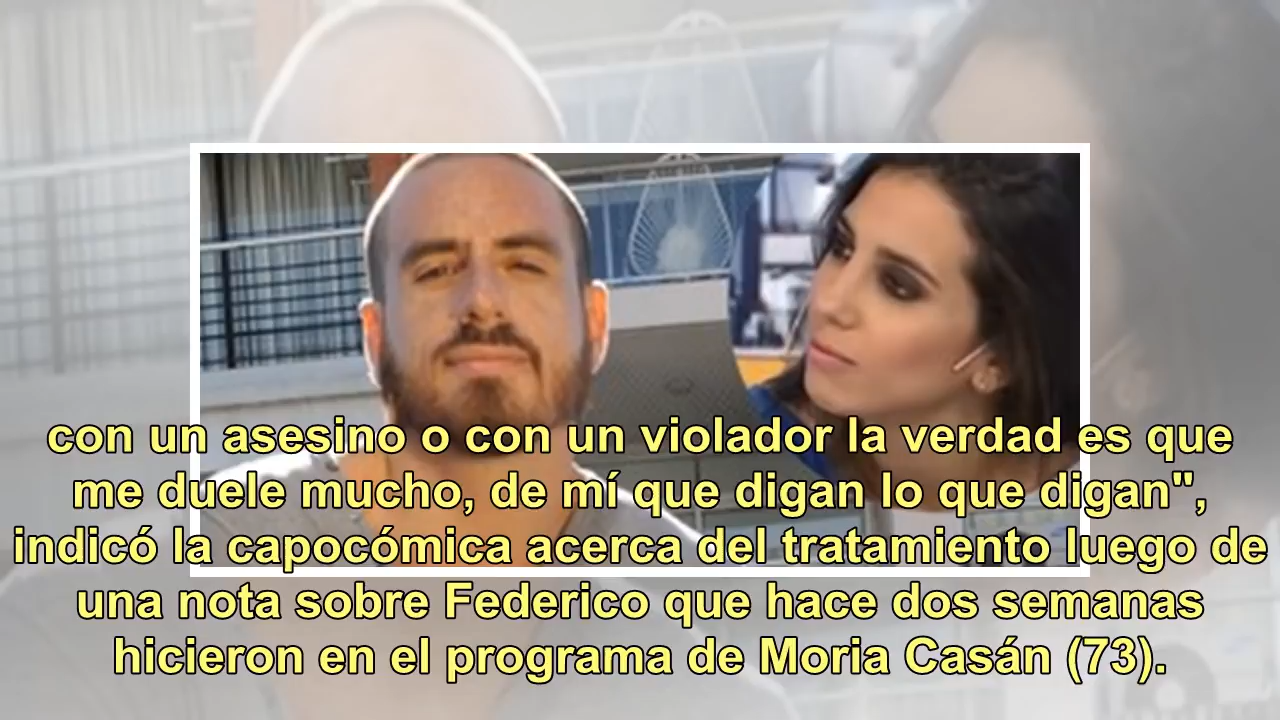 con un asesino o con un violador la verdad es que
me duele mucho, de mí que digan lo que digan",
indicó la capocómica acerca del tratamiento luego de
una nota sobre Federico que hace dos semanas
hicieron en el programa de Moria Casán (73).